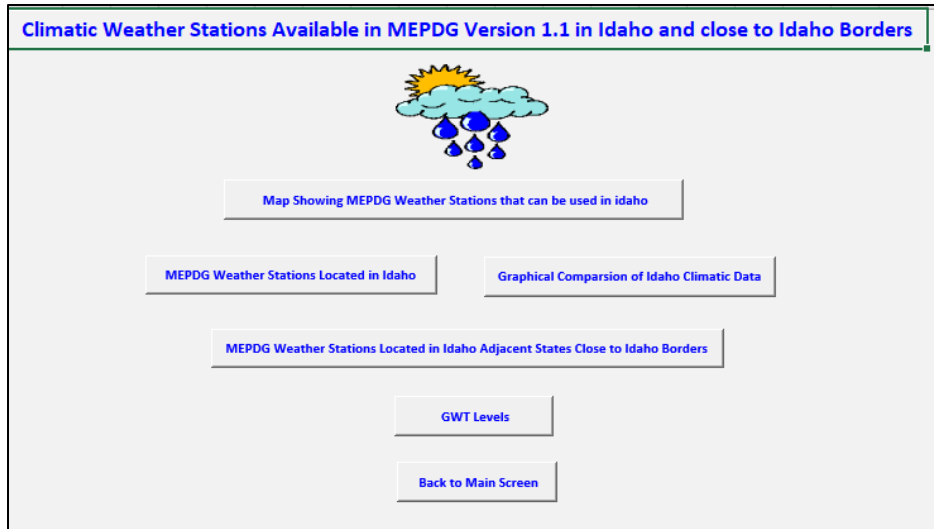 Climatic Weather Stations Available in MEPDG Version 1.1 in Idaho and close to Idaho Borders
Map Showing MEPDG Weather Stations that can be used in idaho
MEPDG Weather Stations Located in Idaho
Graphical Comparsion of Idaho Climatic Data
MEPDG Weather Stations Located in Idaho Adjacent States Close to Idaho Borders
GWT Levels
Back to Main Screen